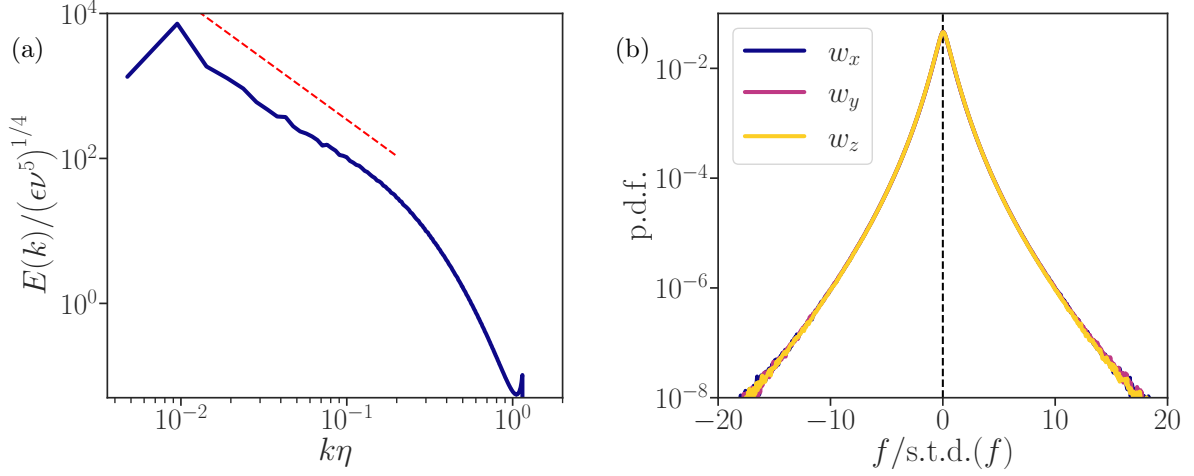 (a)
10^4
10^2
10^0
E(k)/(ϵν^5)^{1/4}
10^{−2}
10^{−1}
10^0
kη
(b)
w_x
w_y
w_z
10^{−2}
10^{−4}
10^{−6}
10^{−8}
p.d.f.
−20
−10
0
10
20
f/s.t.d.(f)